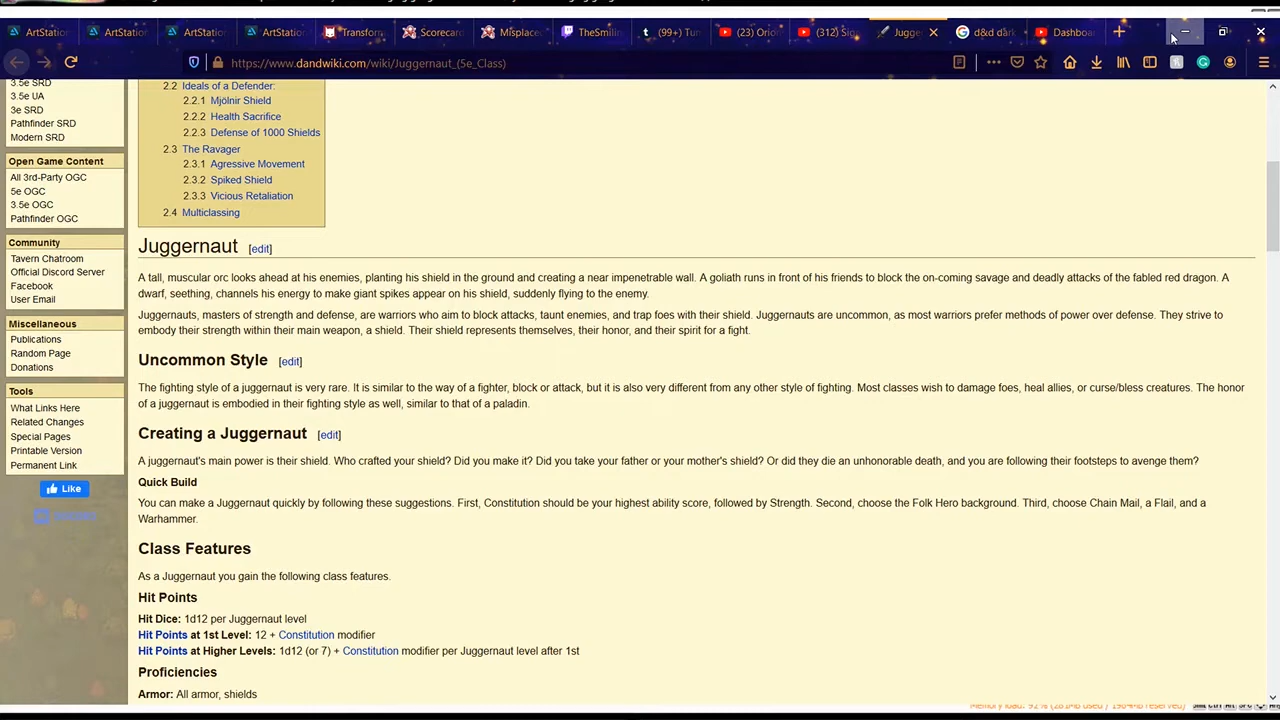 ArtStation
ArtStation
ArtStation
ArtStation
Transform
Scorecard
Misplaces
TheSmilin
(99+) Tum
(23) Orion
(312) Sig
Jugge
d&d dark
Dashboa
https://www.dandwiki.com/wiki/Juggernaut_(5e_Class)
3.5e SRD
3.5e UA
3e SRD
Pathfinder SRD
Modern SRD
Open Game Content
All 3rd-Party OGC
5e OGC
3.5e OGC
Pathfinder OGC
Community
Tavern Chatroom
Official Discord Server
Facebook
User Email
Miscellaneous
Publications
Random Page
Donations
Tools
What Links Here
Related Changes
Special Pages
Printable Version
Permanent Link
Like
2.2 Ideals of a Defender:
2.2.1 Mjólnir Shield
2.2.2 Health Sacrifice
2.2.3 Defense of 1000 Shields
2.3 The Ravager
2.3.1 Agressive Movement
2.3.2 Spiked Shield
2.3.3 Vicious Retaliation
2.4 Multiclassing
Juggernaut [edit]
A tall, muscular orc looks ahead at his enemies, planting his shield in the ground and creating a near impenetrable wall. A goliath runs in front of his friends to block the on-coming savage and deadly attacks of the fabled red dragon. A
dwarf, seething, channels his energy to make giant spikes appear on his shield, suddenly flying to the enemy.
Juggernauts, masters of strength and defense, are warriors who aim to block attacks, taunt enemies, and trap foes with their shield. Juggernauts are uncommon, as most warriors prefer methods of power over defense. They strive to
embody their strength within their main weapon, a shield. Their shield represents themselves, their honor, and their spirit for a fight.
Uncommon Style [edit]
The fighting style of a juggernaut is very rare. It is similar to the way of a fighter, block or attack, but it is also very different from any other style of fighting. Most classes wish to damage foes, heal allies, or curse/bless creatures. The honor
of a juggernaut is embodied in their fighting style as well, similar to that of a paladin.
Creating a Juggernaut [edit]
A juggernaut's main power is their shield. Who crafted your shield? Did you make it? Did you take your father or your mother's shield? Or did they die an unhonorable death, and you are following their footsteps to avenge them?
Quick Build
You can make a Juggernaut quickly by following these suggestions. First, Constitution should be your highest ability score, followed by Strength. Second, choose the Folk Hero background. Third, choose Chain Mail, a Flail, and a
Warhammer.
Class Features
As a Juggernaut you gain the following class features.
Hit Points
Hit Dice: 1d12 per Juggernaut level
Hit Points at 1st Level: 12 + Constitution modifier
Hit Points at Higher Levels: 1d12 (or 7) + Constitution modifier per Juggernaut level after 1st
Proficiencies
Armor: All armor, shields